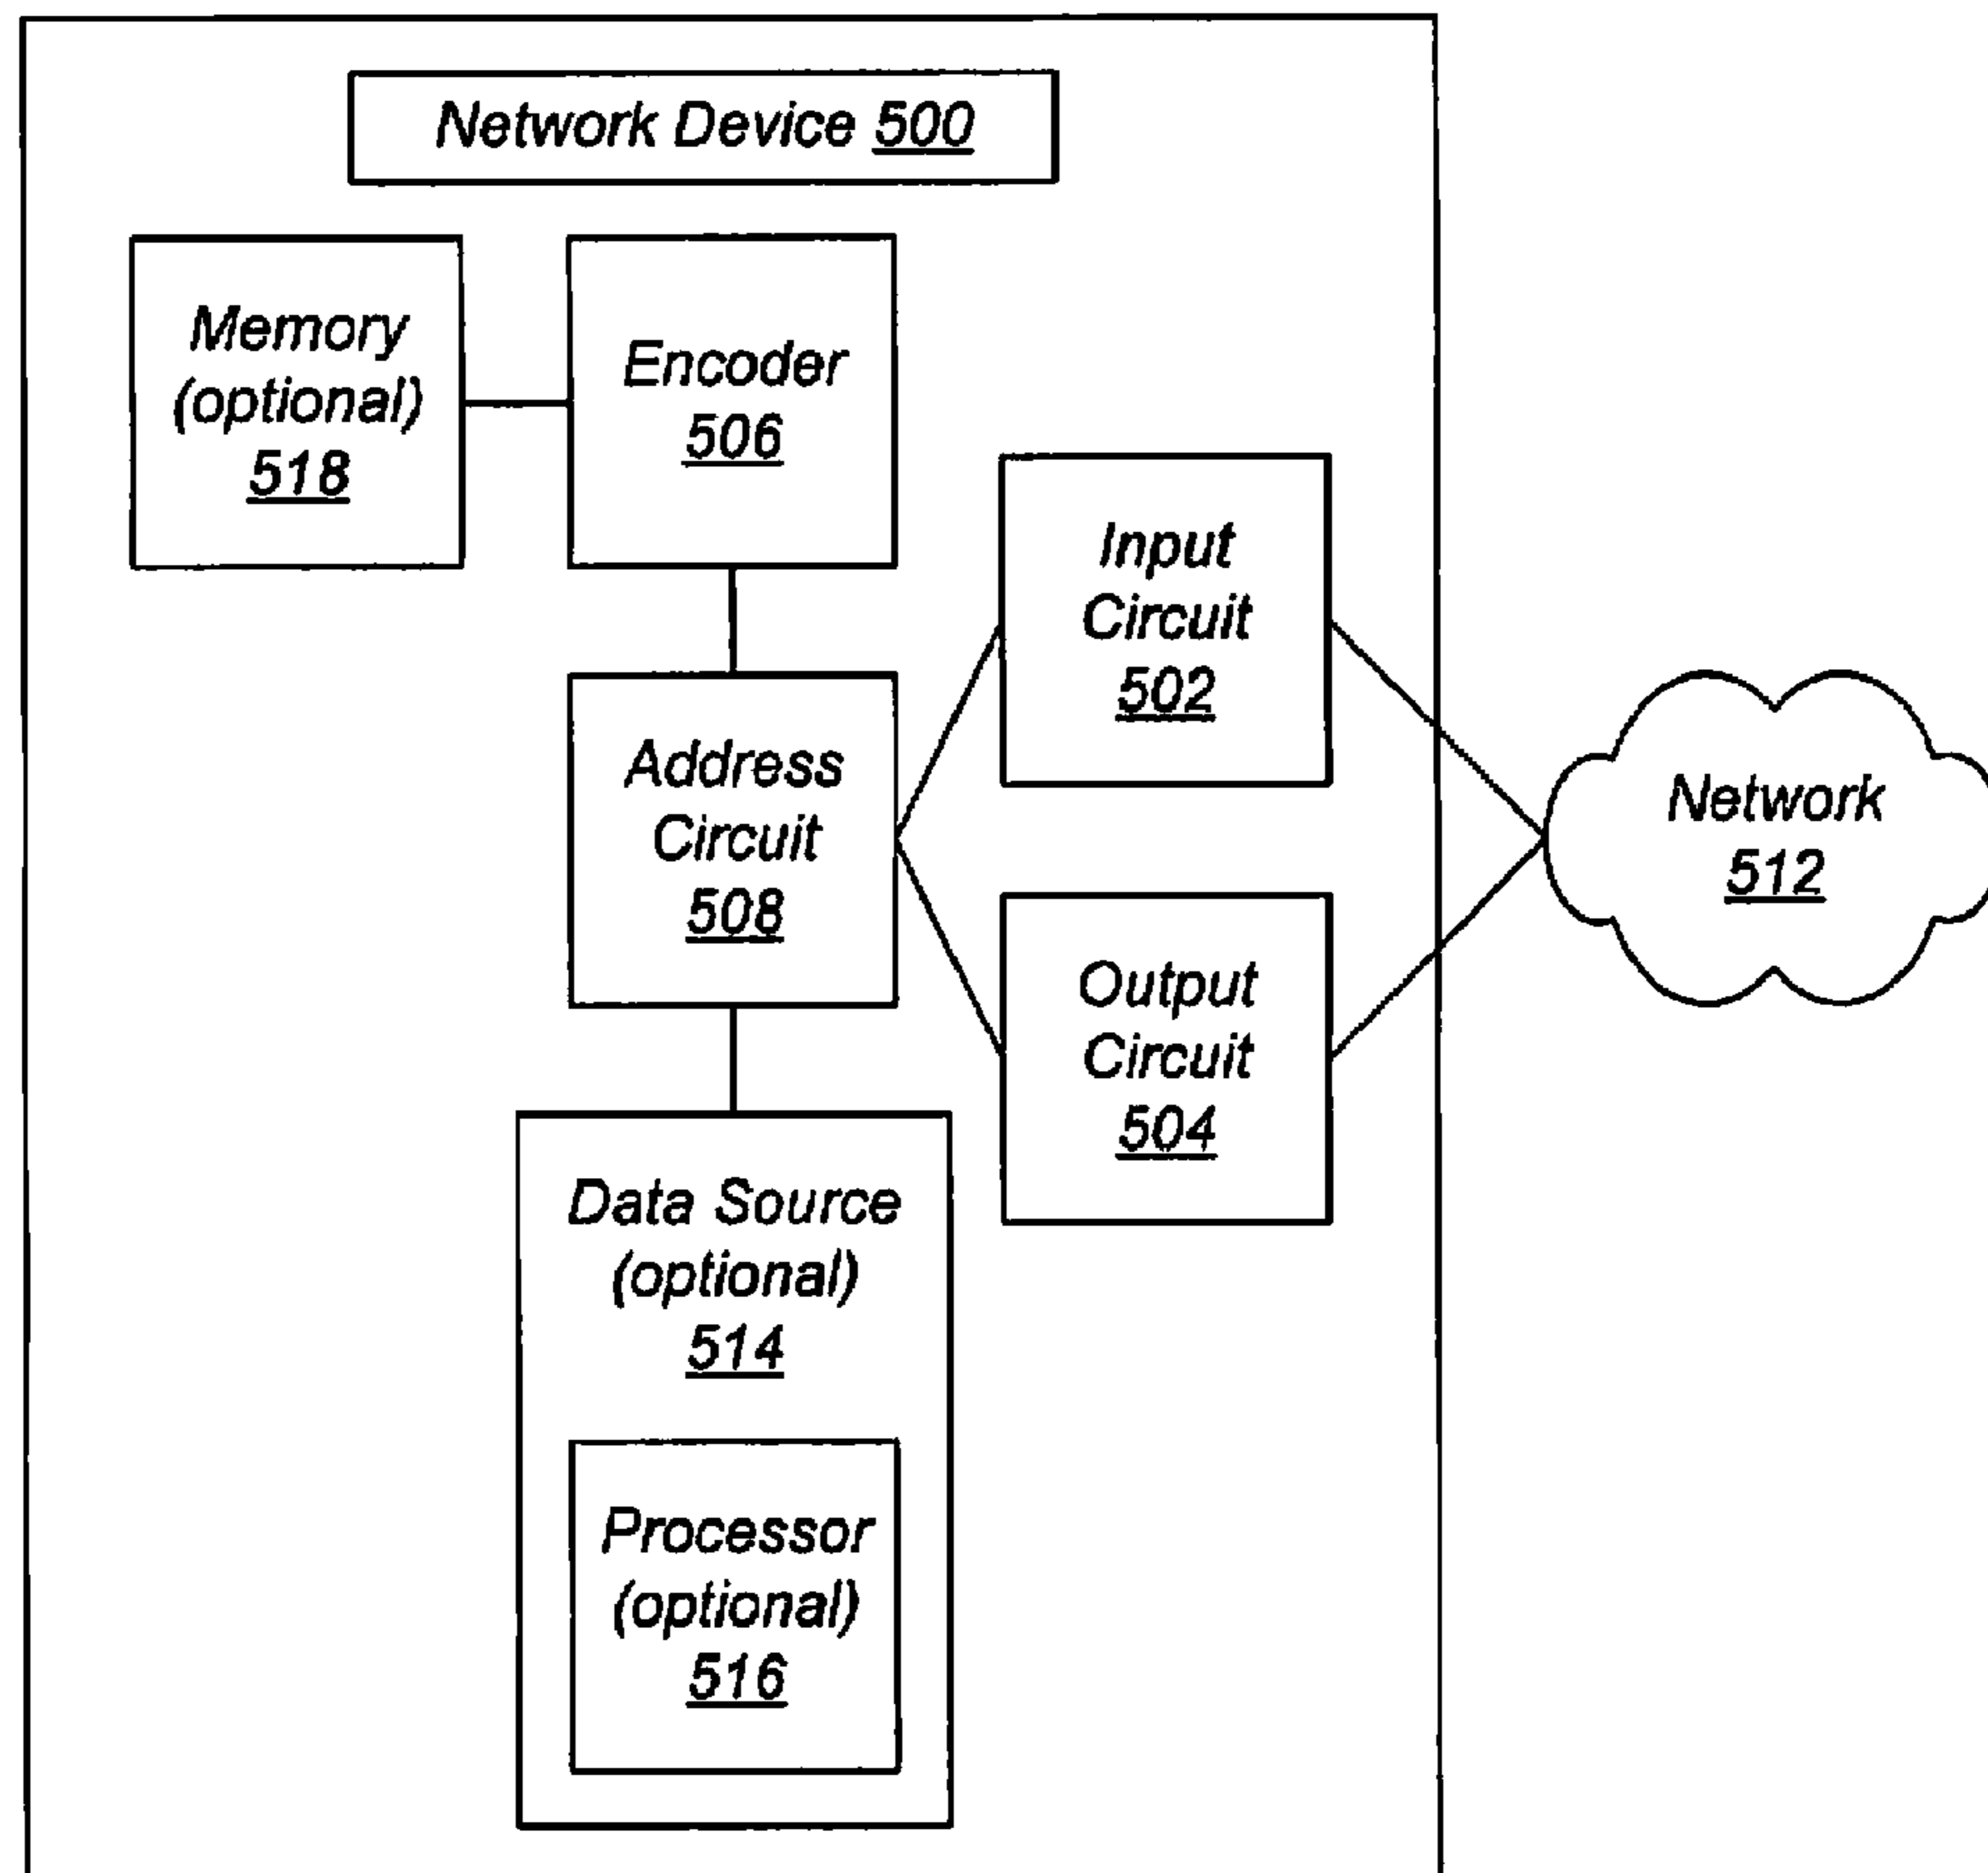 Network Device 500
Memory
(optional)
518
Encoder
506
Input
Circuit
502
Address
Circuit
508
Network
512
Output
Circuit
504
Data Source
(optional)
514
Processor
(optional)
516